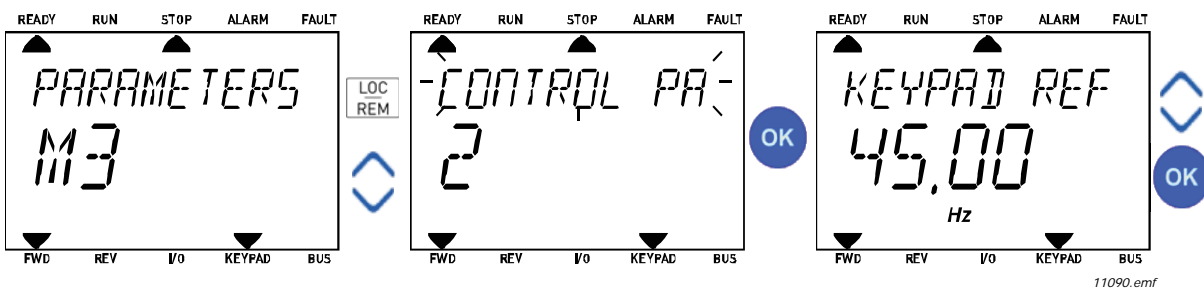 READY RUN STOP ALARM FAULT
PARAMETERS
M3
FWD REV I/O KEYPAD BUS
LOC
REM
READY RUN STOP ALARM FAULT
CONTROL PA
2
FWD REV I/O KEYPAD BUS
OK
READY RUN STOP ALARM FAULT
KEYPAD REF
45.00
Hz
FWD REV I/O KEYPAD BUS
OK
11090.emf